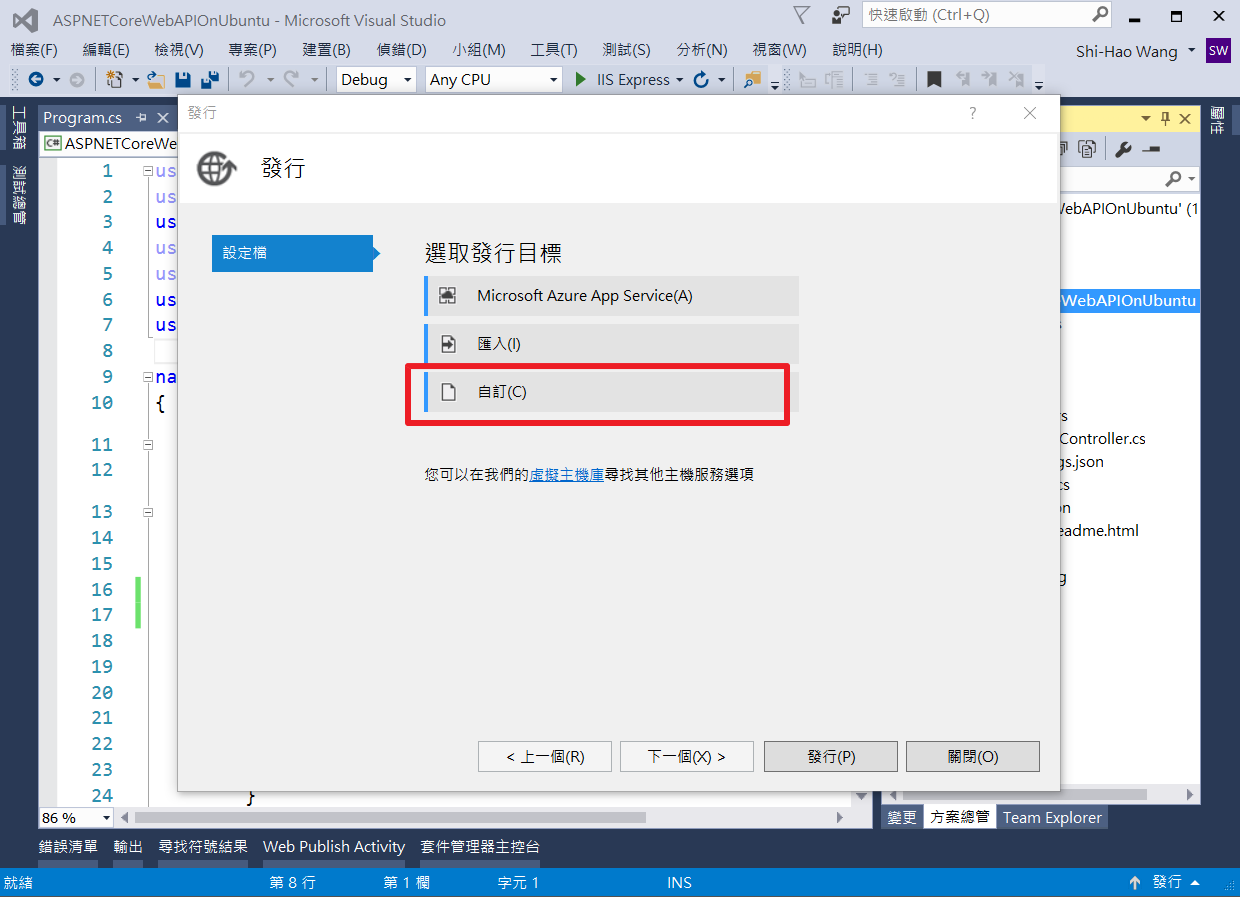 ASPNETCoreWebAPIOnUbuntu - Microsoft Visual Studio
快速啟動 (Ctrl+Q)
檔案(F) 編輯(E) 檢視(V) 專案(P) 建置(B) 偵錯(D) 小組(M) 工具(T) 測試(S) 分析(N) 視窗(W) 說明(H)
Shi-Hao Wang SW
Debug Any CPU IIS Express
工具箱
測試總管
屬性
Program.cs
C# ASPNETCoreWe
發行
?
發行
設定檔
選取發行目標
Microsoft Azure App Service(A)
匯入(I)
自訂(C)
您可以在我們的虛擬主機庫尋找其他主機服務選項
< 上一個(R) 下一個(X) > 發行(P) 關閉(O)
1 us
2 us
3 us
4 us
5 us
6 us
7 us
8
9 na
10 {
11
12
13
14
15
16
17
18
19
20
21
22
23
24 }
WebAPIOnUbuntu' (1
WebAPIOnUbuntu
s
rs
Controller.cs
gs.json
cs
on
eadme.html
g
86 %
變更 方案總管 Team Explorer
錯誤清單 輸出 尋找符號結果 Web Publish Activity 套件管理器主控台
就緒 第 8 行 第 1 欄 字元 1 INS 發行